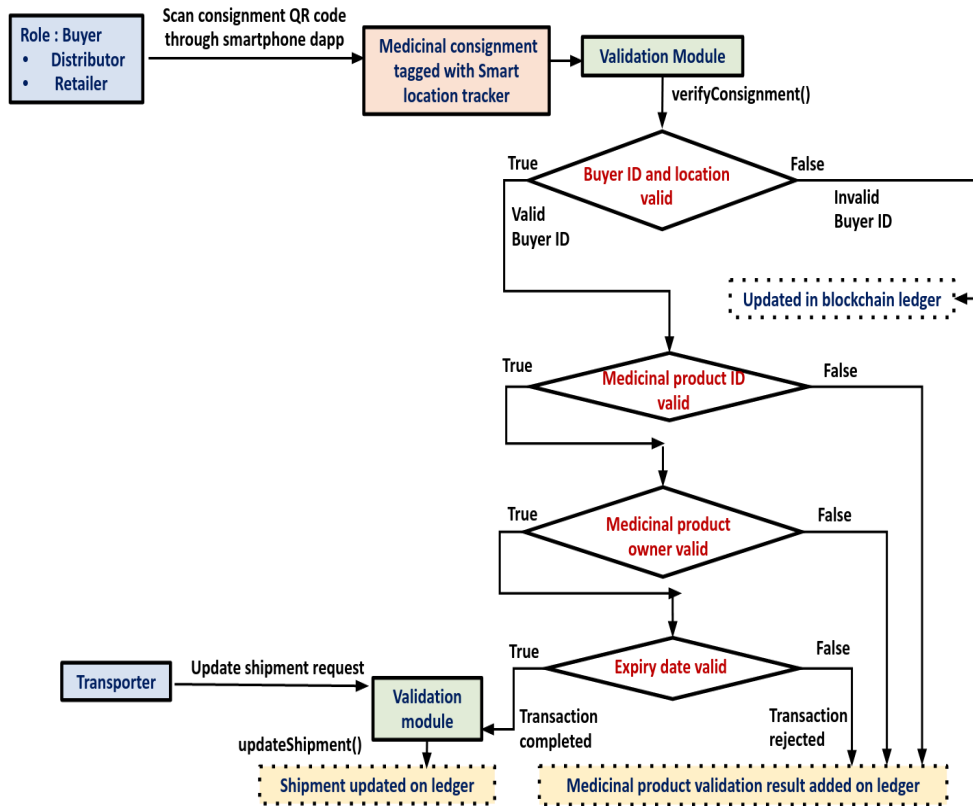 Role : Buyer
• Distributor
• Retailer
Scan consignment QR code
through smartphone dapp
Medicinal consignment
tagged with Smart
location tracker
Validation Module
verifyConsignment()
True
Buyer ID and location
valid
False
Valid
Buyer ID
Invalid
Buyer ID
Updated in blockchain ledger
True
Medicinal product ID
valid
False
True
Medicinal product
owner valid
False
True
Expiry date valid
False
Transporter
Update shipment request
Validation
module
Transaction
completed
Transaction
rejected
updateShipment()
Shipment updated on ledger
Medicinal product validation result added on ledger